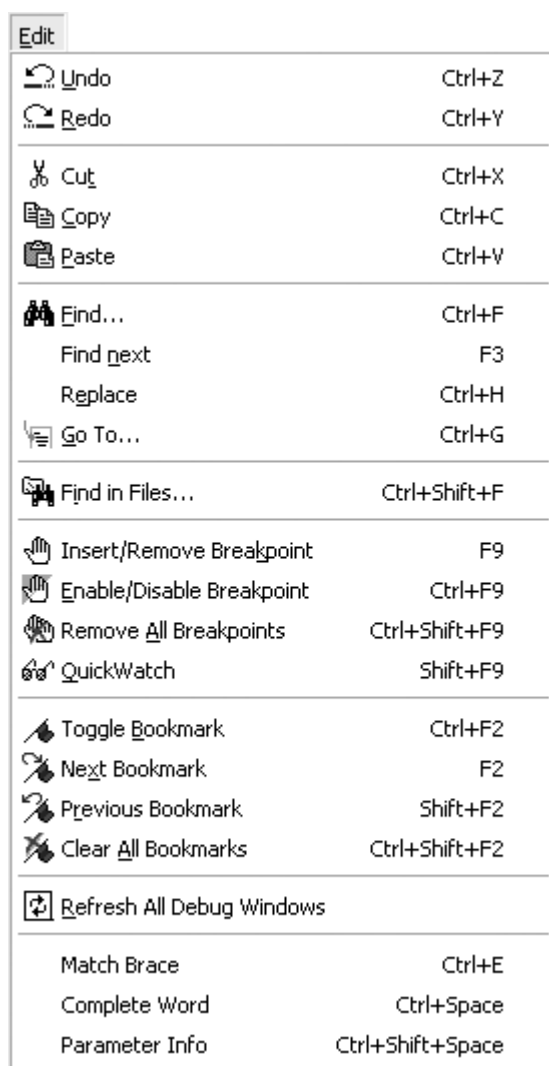 Edit
Undo Ctrl+Z
Redo Ctrl+Y
Cut Ctrl+X
Copy Ctrl+C
Paste Ctrl+V
Find... Ctrl+F
Find next F3
Replace Ctrl+H
Go To... Ctrl+G
Find in Files... Ctrl+Shift+F
Insert/Remove Breakpoint F9
Enable/Disable Breakpoint Ctrl+F9
Remove All Breakpoints Ctrl+Shift+F9
QuickWatch Shift+F9
Toggle Bookmark Ctrl+F2
Next Bookmark F2
Previous Bookmark Shift+F2
Clear All Bookmarks Ctrl+Shift+F2
Refresh All Debug Windows
Match Brace Ctrl+E
Complete Word Ctrl+Space
Parameter Info Ctrl+Shift+Space